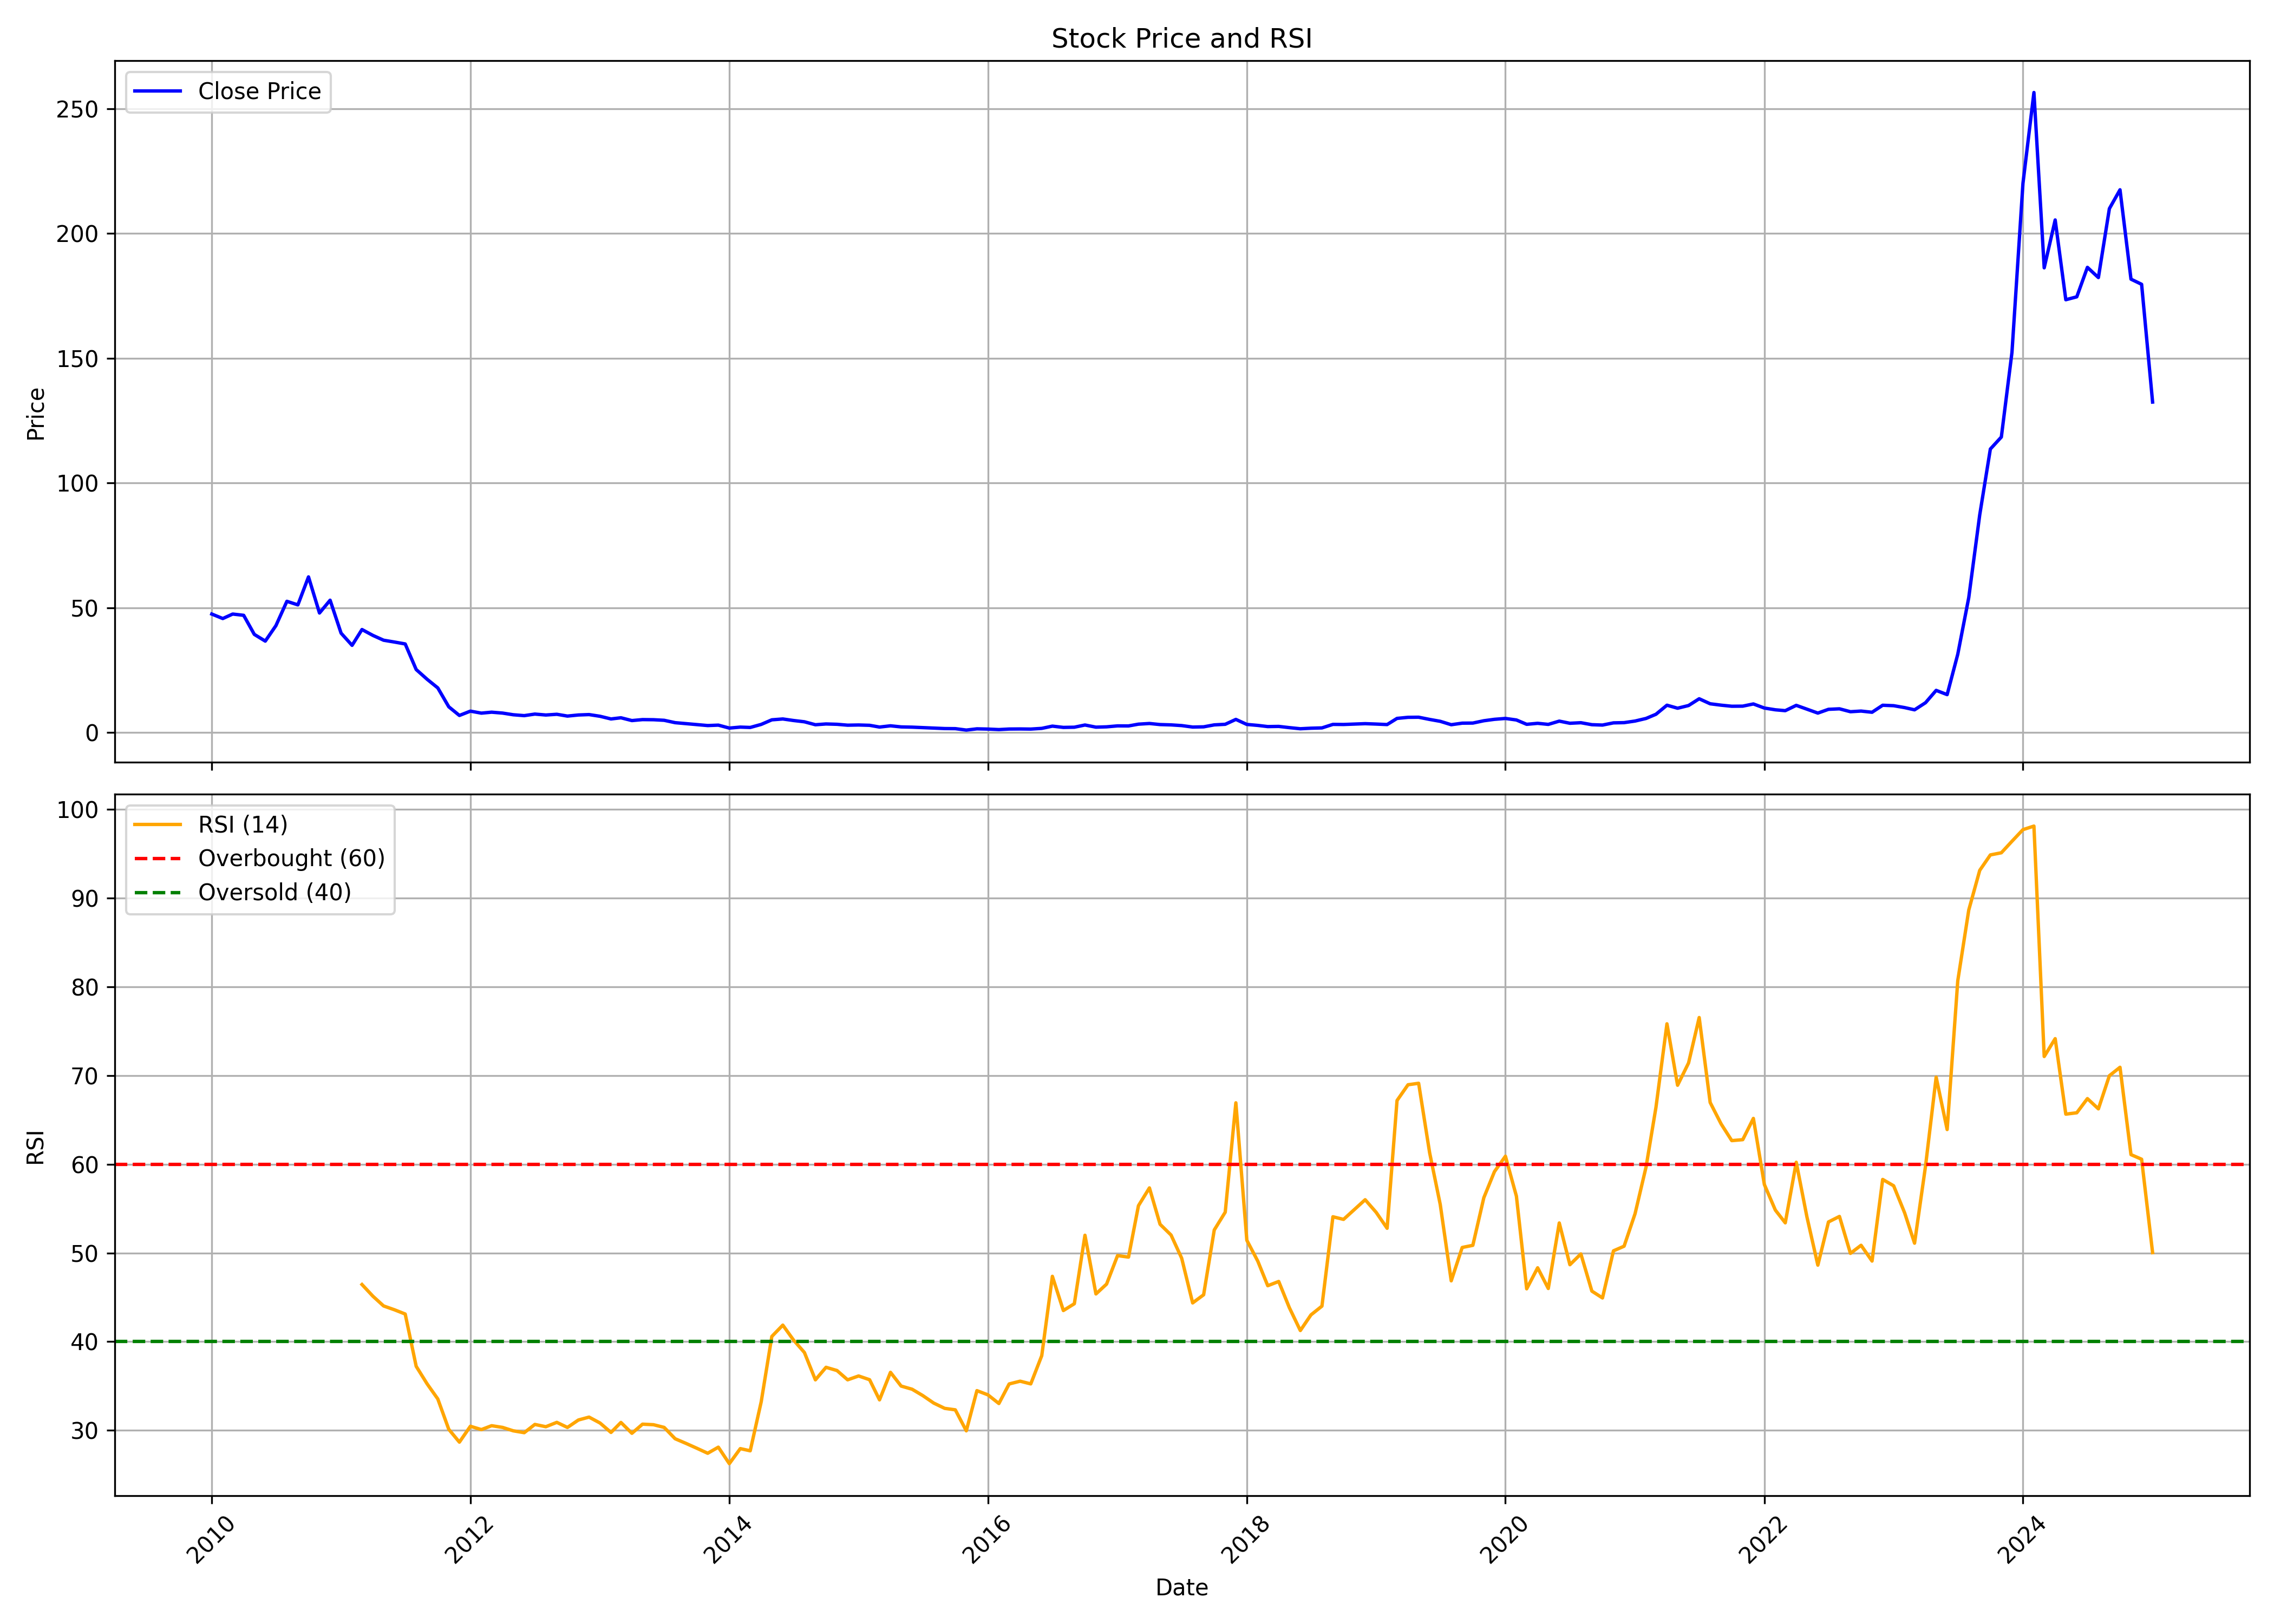 Stock Price and RSI
Close Price
250
200
150
100
50
0
Price
RSI (14)
Overbought (60)
Oversold (40)
100
90
80
70
60
50
40
30
RSI
2010 2012 2014 2016 2018 2020 2022 2024
Date